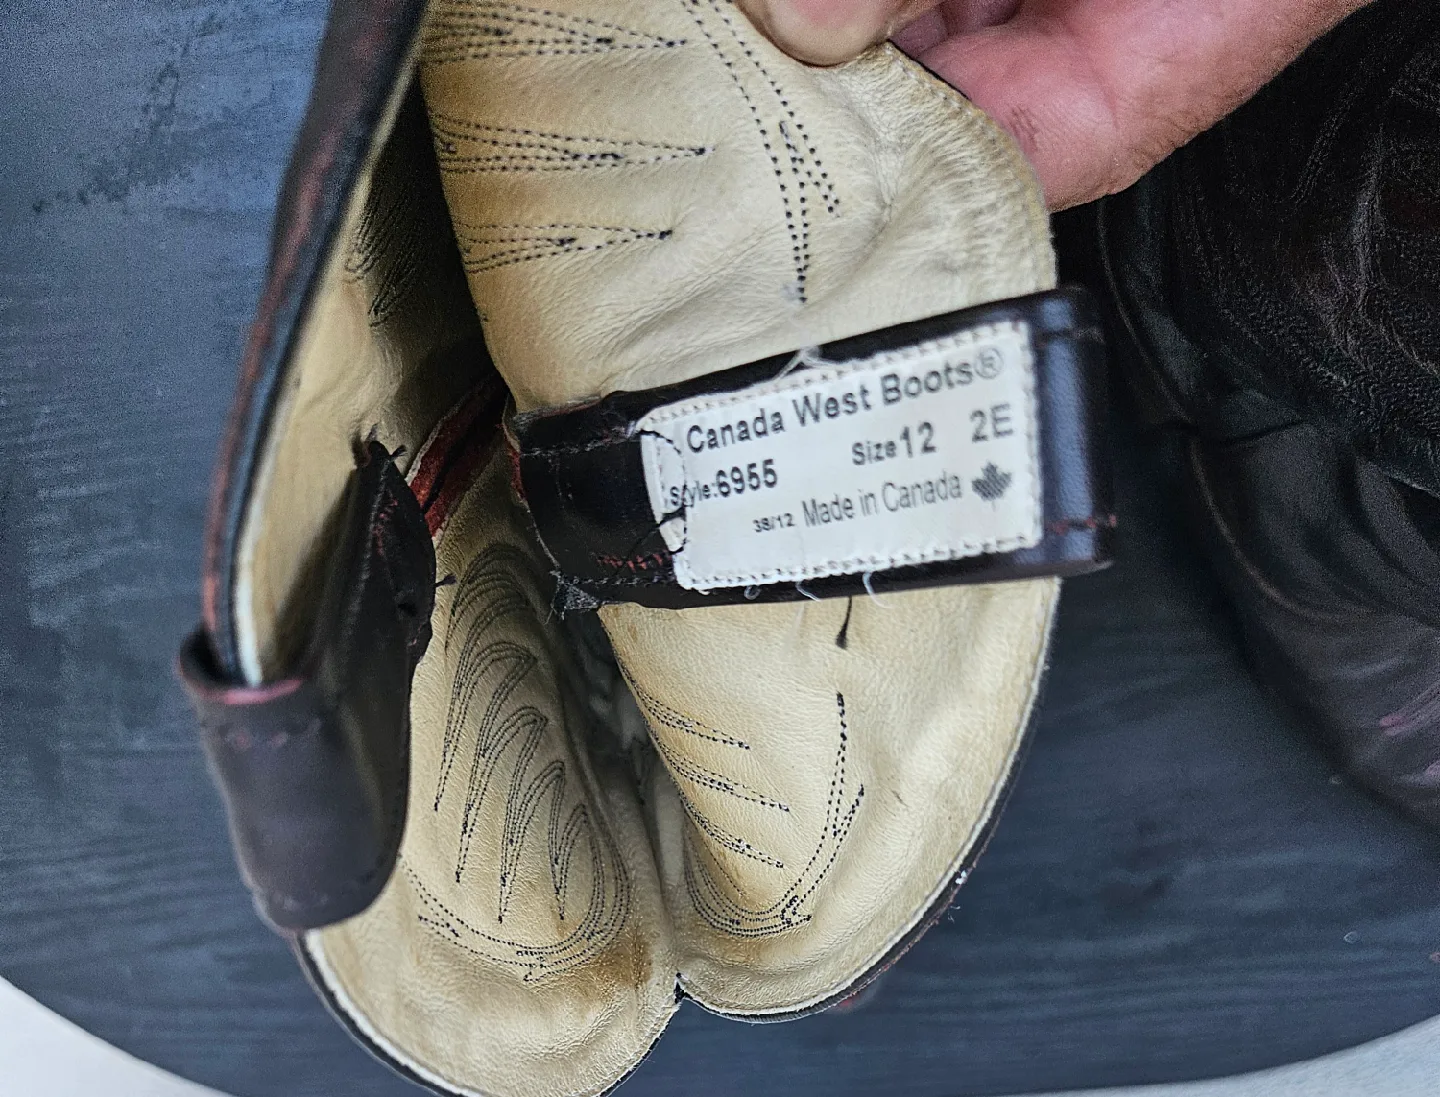 Canada West Boots®
Style:6955 Size 12 2E
38/12 Made in Canada